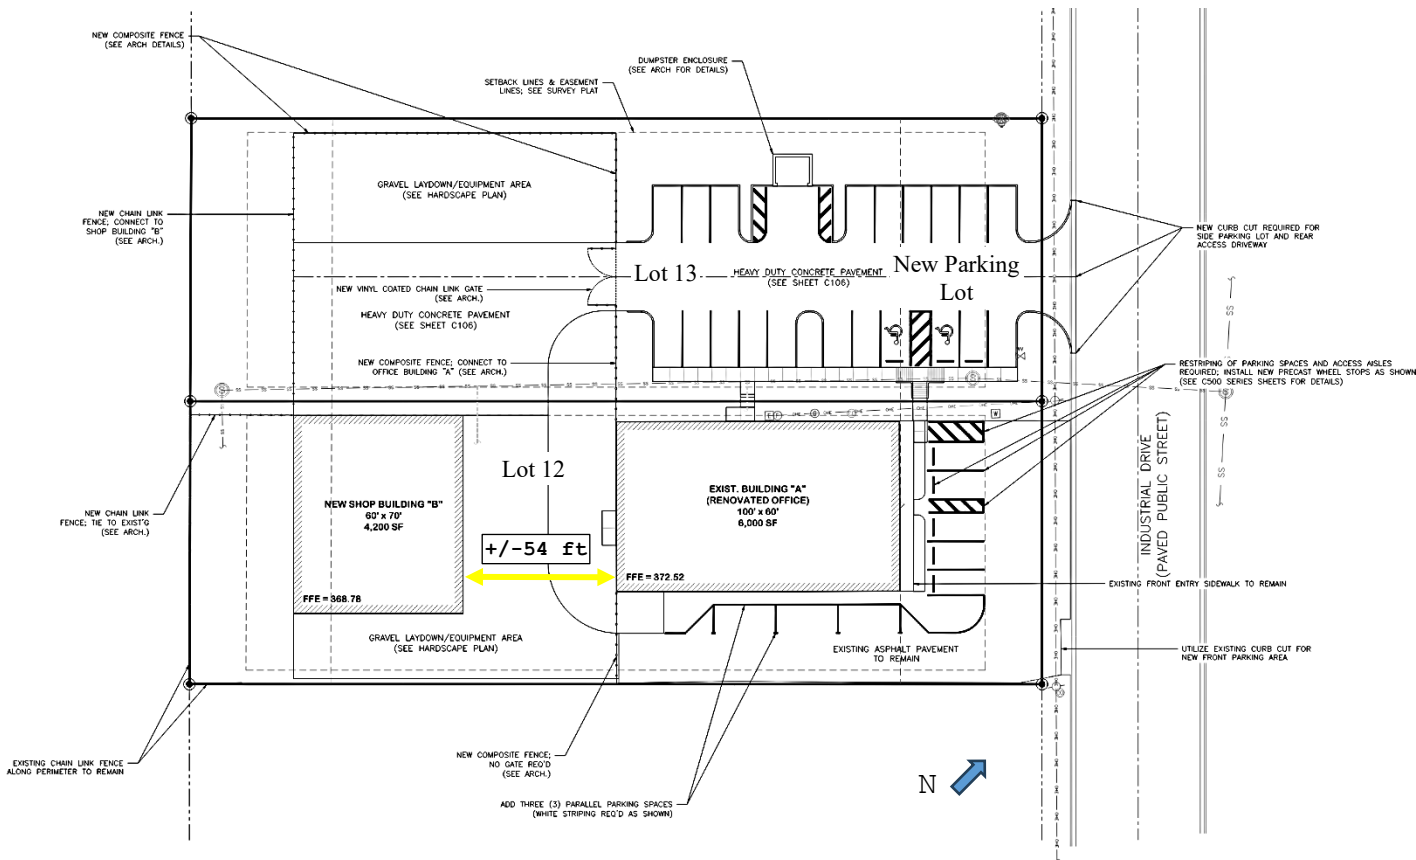 NEW COMPOSITE FENCE
(SEE ARCH DETAILS)
DUMPSTER ENCLOSURE
(SEE ARCH FOR DETAILS)
SETBACK LINES & EASEMENT
LINES; SEE SURVEY PLAT
GRAVEL LAYDOWN/EQUIPMENT AREA
(SEE HARDSCAPE PLAN)
NEW CHAIN LINK
FENCE; CONNECT TO
SHOP BUILDING "B"
(SEE ARCH.)
NEW CURB CUT REQUIRED FOR
SIDE PARKING LOT AND REAR
ACCESS DRIVEWAY
Lot 13
HEAVY DUTY CONCRETE PAVEMENT
(SEE SHEET C106)
New Parking
Lot
NEW VINYL COATED CHAIN LINK GATE
(SEE ARCH.)
HEAVY DUTY CONCRETE PAVEMENT
(SEE SHEET C106)
NEW COMPOSITE FENCE; CONNECT TO
OFFICE BUILDING "A" (SEE ARCH.)
RESTRIPING OF PARKING SPACES AND ACCESS AISLES
REQUIRED; INSTALL NEW PRECAST WHEEL STOPS AS SHOWN
(SEE C500 SERIES SHEETS FOR DETAILS)
Lot 12
NEW SHOP BUILDING "B"
60' x 70'
4,200 SF
EXIST. BUILDING "A"
(RENOVATED OFFICE)
100' x 60'
6,000 SF
INDUSTRIAL DRIVE
(PAVED PUBLIC STREET)
NEW CHAIN LINK
FENCE; TIE TO EXIST'G
(SEE ARCH.)
+/-54 ft
FFE = 372.52
FFE = 368.78
EXISTING FRONT ENTRY SIDEWALK TO REMAIN
GRAVEL LAYDOWN/EQUIPMENT AREA
(SEE HARDSCAPE PLAN)
EXISTING ASPHALT PAVEMENT
TO REMAIN
UTILIZE EXISTING CURB CUT FOR
NEW FRONT PARKING AREA
EXISTING CHAIN LINK FENCE
ALONG PERIMETER TO REMAIN
NEW COMPOSITE FENCE;
NO GATE REQ'D
(SEE ARCH.)
N
ADD THREE (3) PARALLEL PARKING SPACES
(WHITE STRIPING REQ'D AS SHOWN)